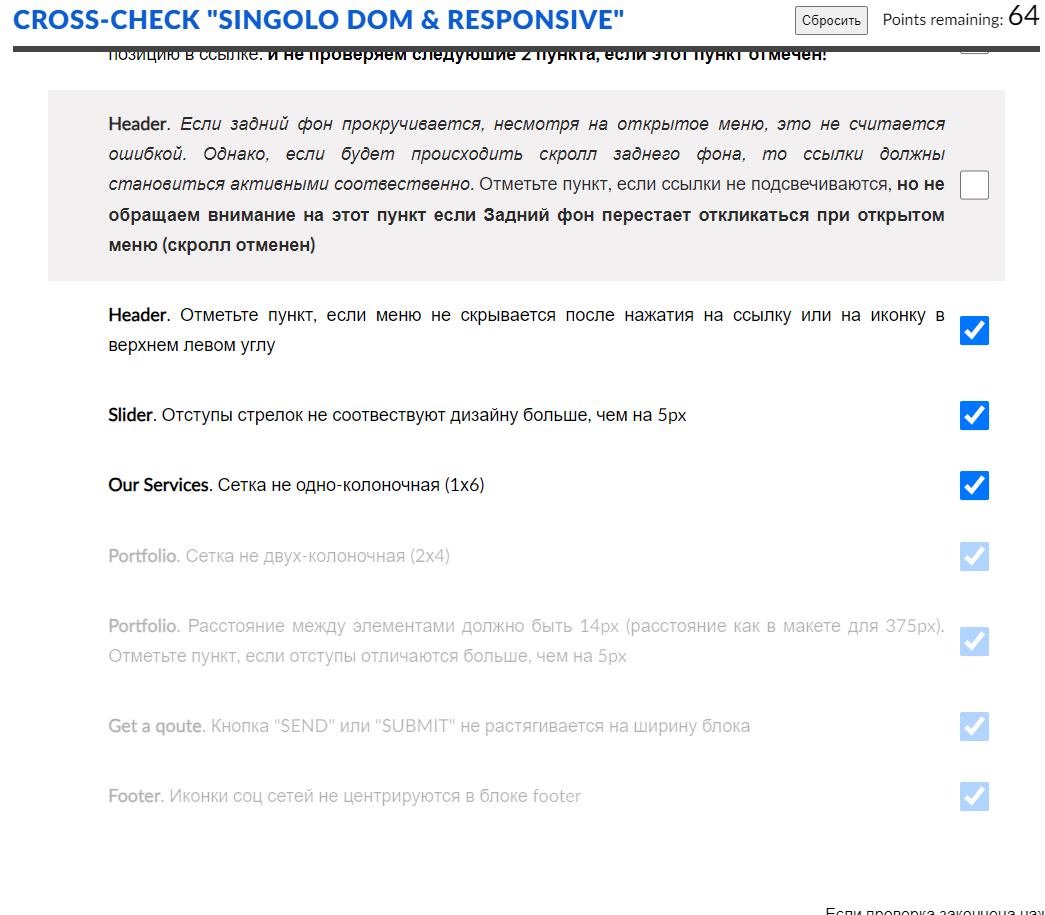 CROSS-CHECK "SINGOLO DOM & RESPONSIVE"
Сбросить
Points remaining: 64
позицию в ссылке. и не проверяем следуюшие 2 пункта, если этот пункт отмечен!
Header. Если задний фон прокручивается, несмотря на открытое меню, это не считается
ошибкой. Однако, если будет происходить скролл заднего фона, то ссылки должны
становиться активными соотвественно. Отметьте пункт, если ссылки не подсвечиваются, но не
обращаем внимание на этот пункт если Задний фон перестает откликаться при открытом
меню (скролл отменен)
Header. Отметьте пункт, если меню не скрывается после нажатия на ссылку или на иконку в
верхнем левом углу
Slider. Отступы стрелок не соотвествуют дизайну больше, чем на 5px
Our Services. Сетка не одно-колоночная (1x6)
Portfolio. Сетка не двух-колоночная (2x4)
Portfolio. Расстояние между элементами должно быть 14px (расстояние как в макете для 375px).
Отметьте пункт, если отступы отличаются больше, чем на 5px
Get a qoute. Кнопка "SEND" или "SUBMIT" не растягивается на ширину блока
Footer. Иконки соц сетей не центрируются в блоке footer
Если проверка закончена наж